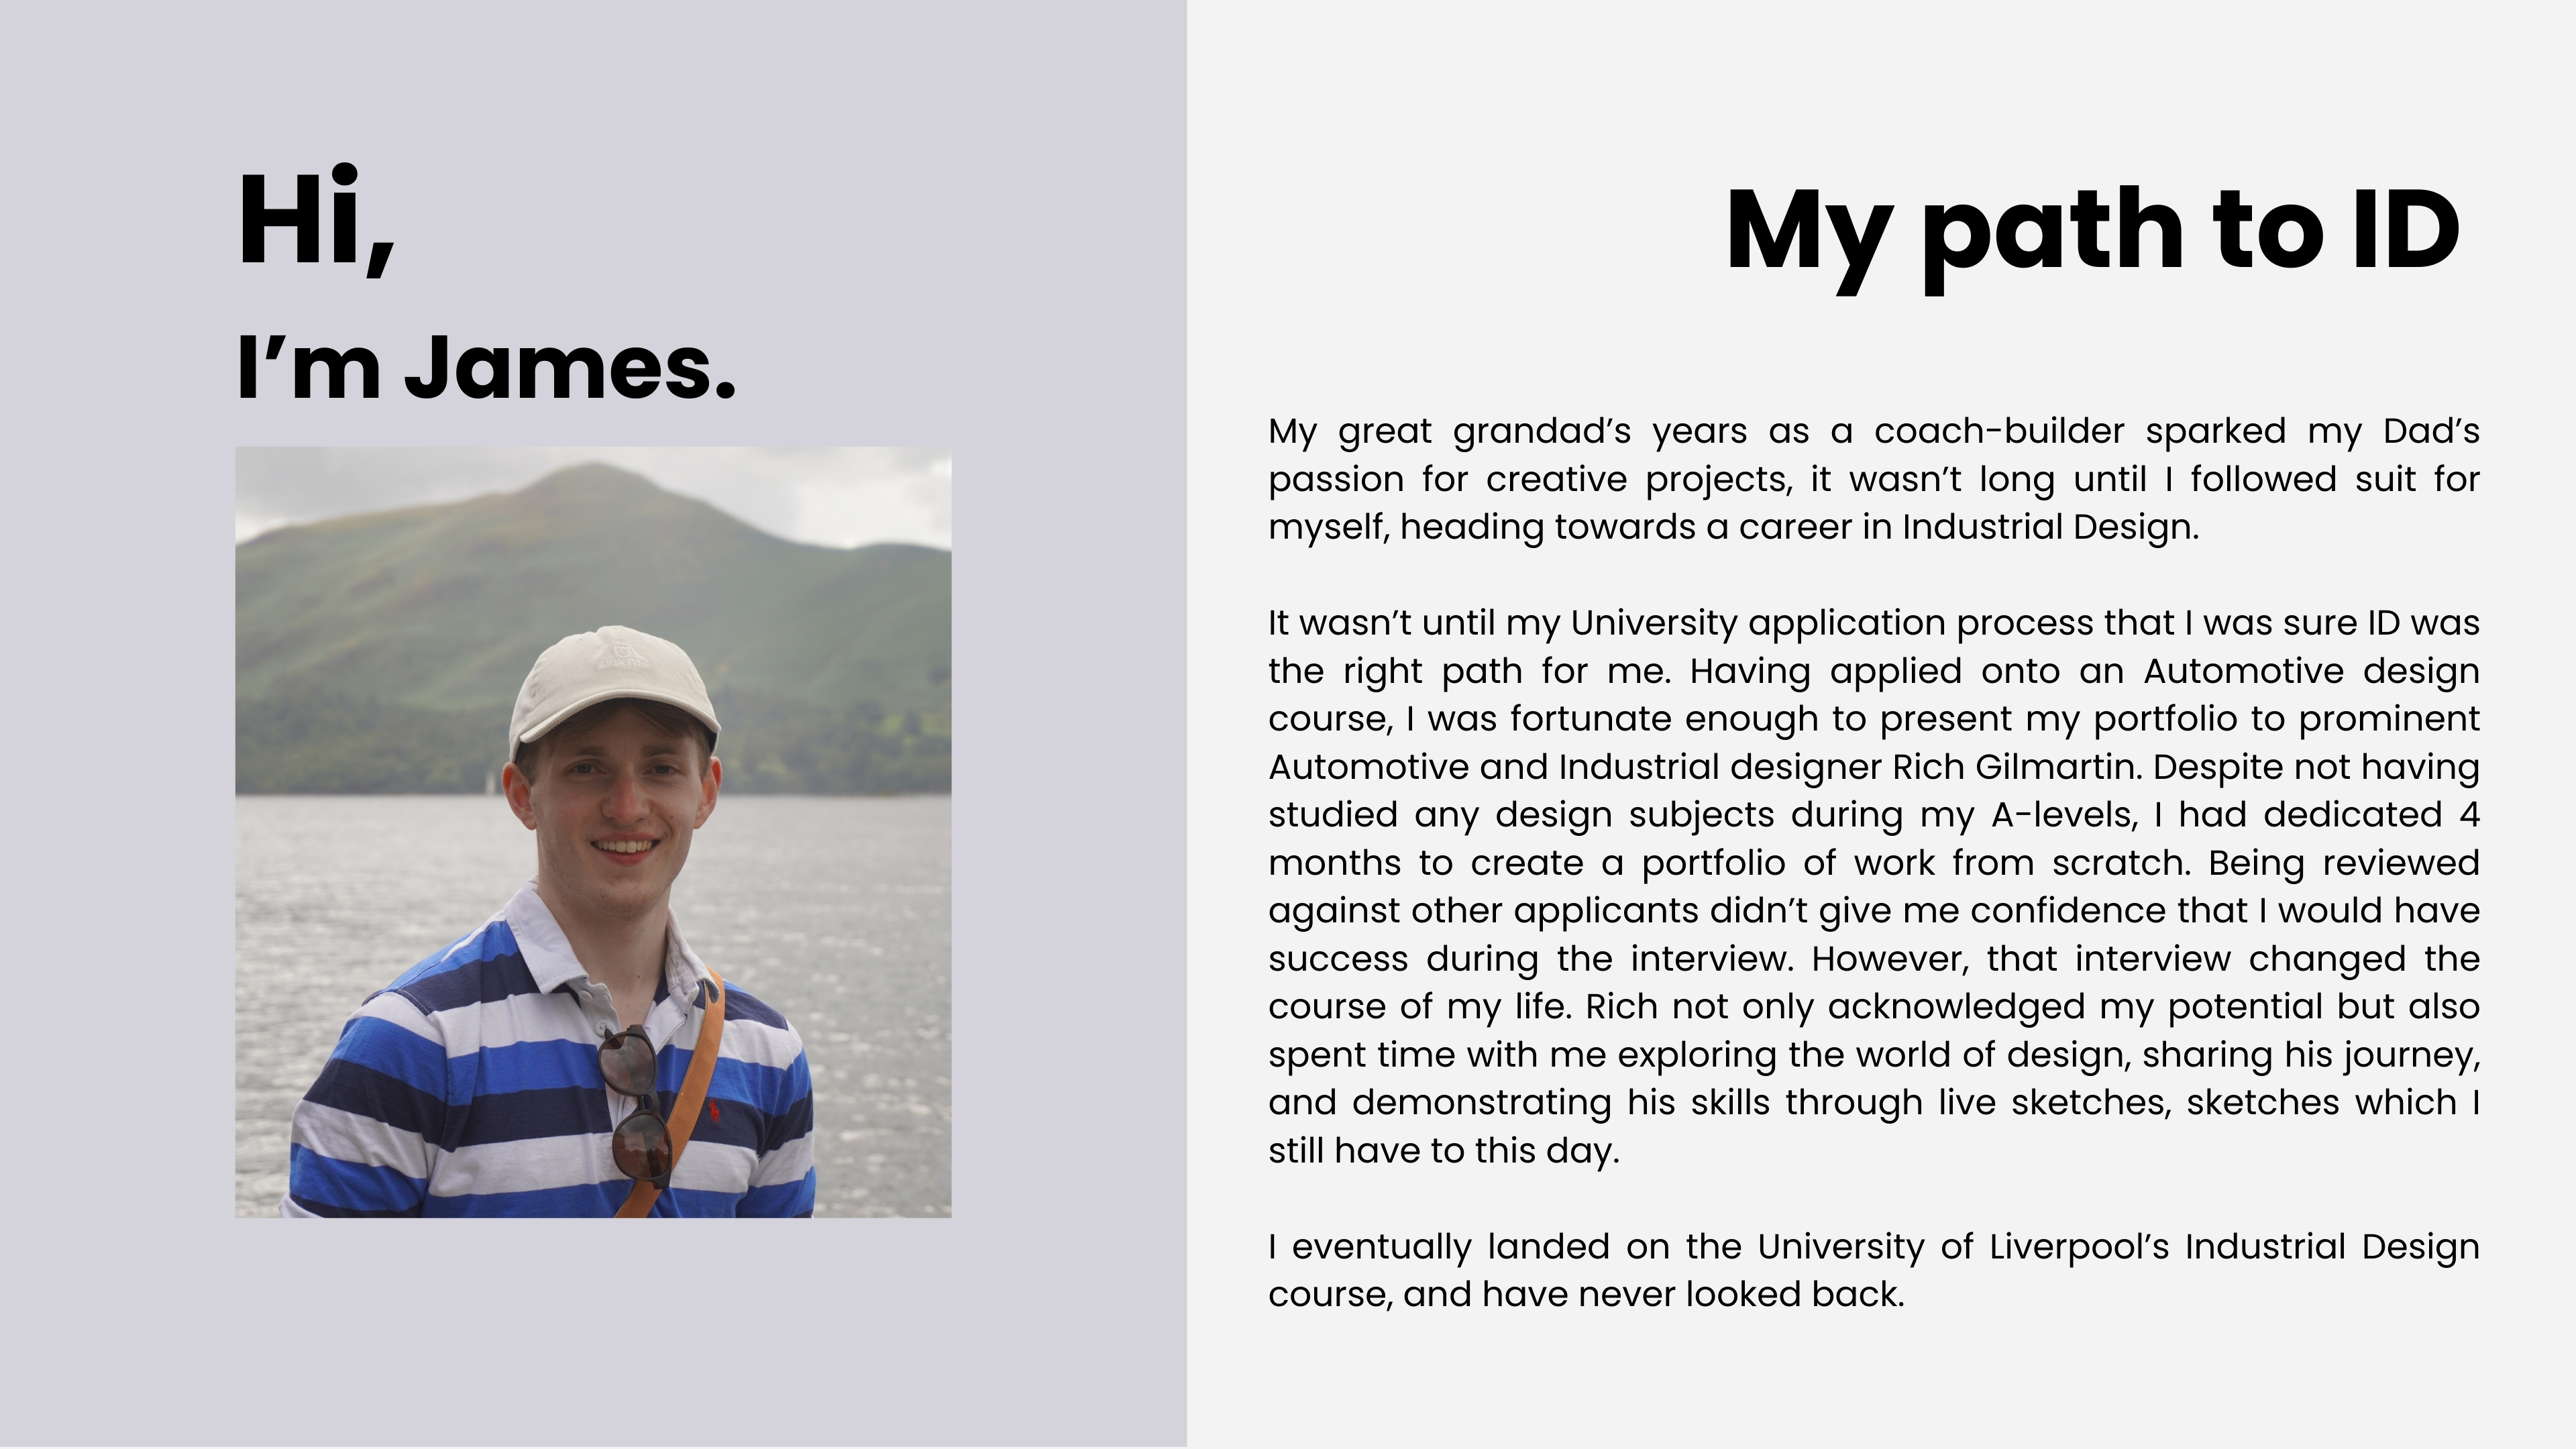 Hi,
I’m James.
My path to ID
My great grandad’s years as a coach-builder sparked my Dad’s
passion for creative projects, it wasn’t long until I followed suit for
myself, heading towards a career in Industrial Design.
It wasn’t until my University application process that I was sure ID was
the right path for me. Having applied onto an Automotive design
course, I was fortunate enough to present my portfolio to prominent
Automotive and Industrial designer Rich Gilmartin. Despite not having
studied any design subjects during my A-levels, I had dedicated 4
months to create a portfolio of work from scratch. Being reviewed
against other applicants didn’t give me confidence that I would have
success during the interview. However, that interview changed the
course of my life. Rich not only acknowledged my potential but also
spent time with me exploring the world of design, sharing his journey,
and demonstrating his skills through live sketches, sketches which I
still have to this day.
I eventually landed on the University of Liverpool’s Industrial Design
course, and have never looked back.